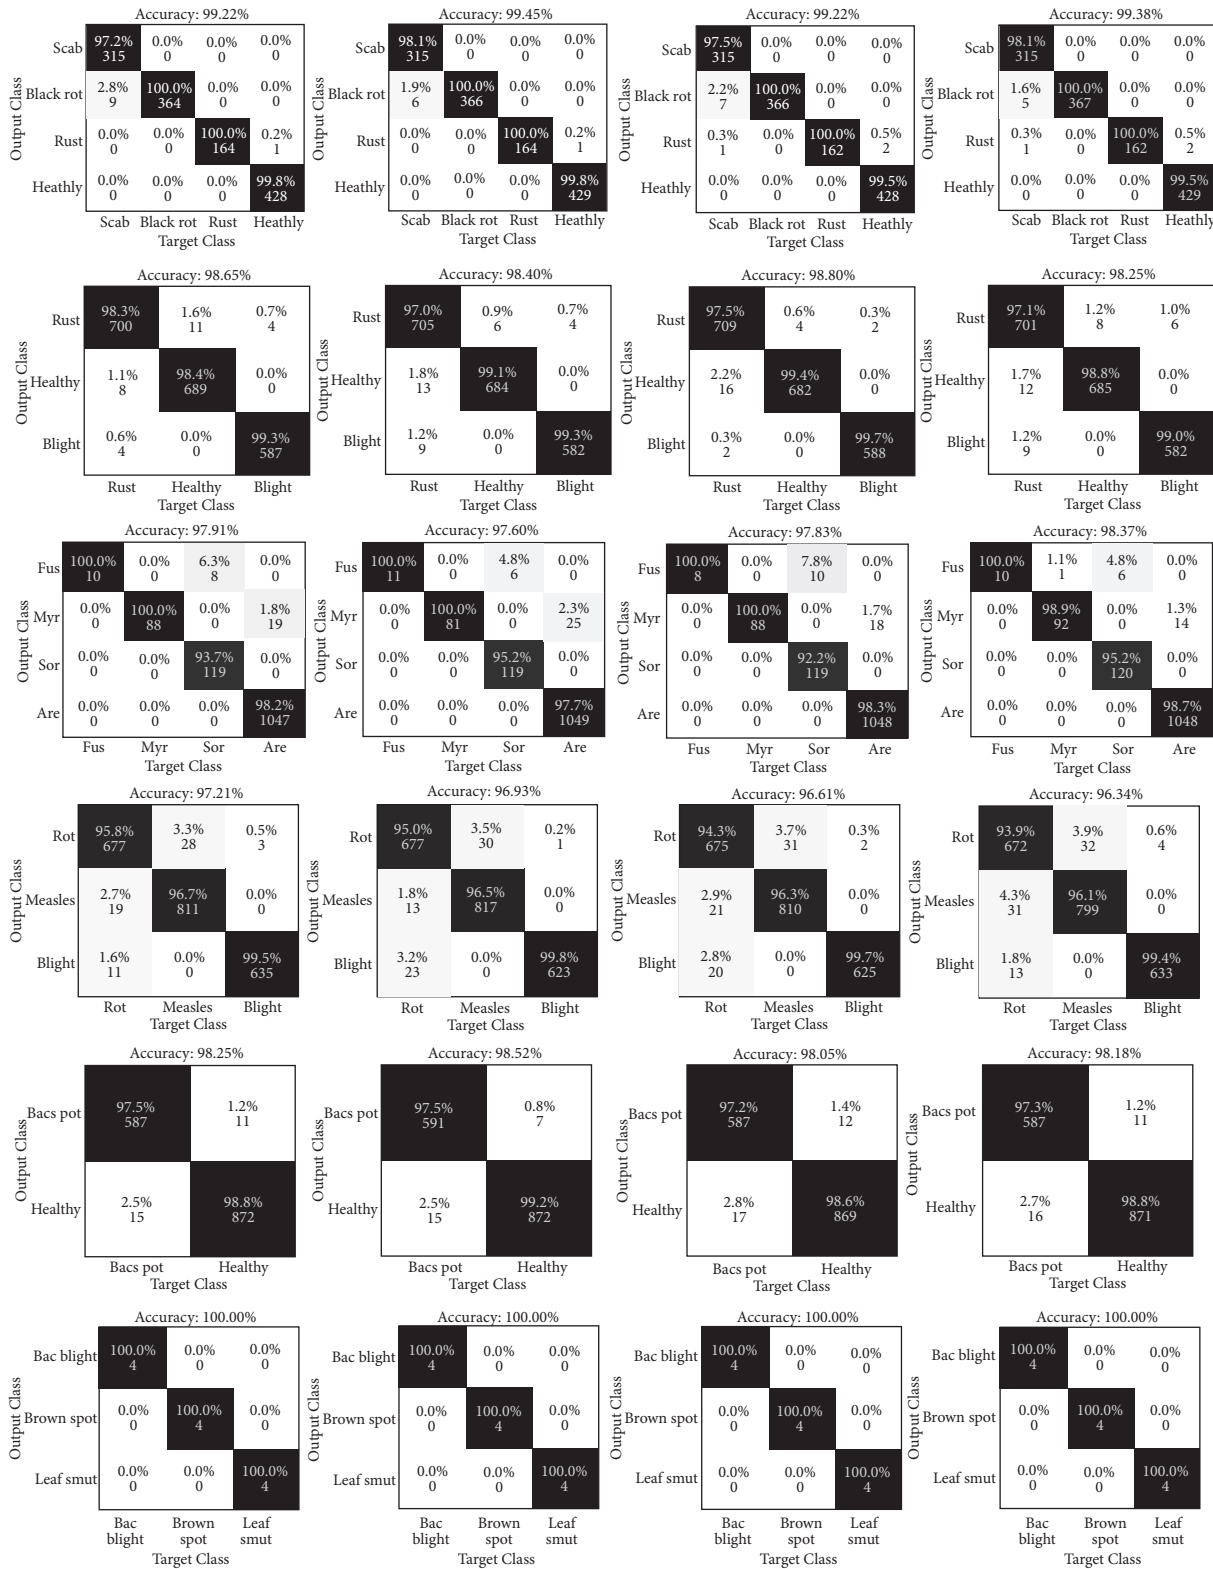 Accuracy: 99.22%
Output Class
Scab 97.2% 0.0% 0.0% 0.0%
315 0 0 0
Black rot 2.8% 100.0% 0.0% 0.0%
9 364 0 0
Rust 0.0% 0.0% 100.0% 0.2%
0 0 164 1
Heathly 0.0% 0.0% 0.0% 99.8%
0 0 0 428
Scab Black rot Rust Heathly
Target Class
Accuracy: 99.45%
Output Class
Scab 98.1% 0.0% 0.0% 0.0%
315 0 0 0
Black rot 1.9% 100.0% 0.0% 0.0%
6 366 0 0
Rust 0.0% 0.0% 100.0% 0.2%
0 0 164 1
Heathly 0.0% 0.0% 0.0% 99.8%
0 0 0 429
Scab Black rot Rust Heathly
Target Class
Accuracy: 99.22%
Output Class
Scab 97.5% 0.0% 0.0% 0.0%
315 0 0 0
Black rot 2.2% 100.0% 0.0% 0.0%
7 366 0 0
Rust 0.3% 0.0% 100.0% 0.5%
1 0 162 2
Heathly 0.0% 0.0% 0.0% 99.5%
0 0 0 428
Scab Black rot Rust Heathly
Target Class
Accuracy: 99.38%
Output Class
Scab 98.1% 0.0% 0.0% 0.0%
315 0 0 0
Black rot 1.6% 100.0% 0.0% 0.0%
5 367 0 0
Rust 0.3% 0.0% 100.0% 0.5%
1 0 162 2
Heathly 0.0% 0.0% 0.0% 99.5%
0 0 0 429
Scab Black rot Rust Heathly
Target Class
Accuracy: 98.65%
Output Class
Rust 98.3% 1.6% 0.7%
700 11 4
Healthy 1.1% 98.4% 0.0%
8 689 0
Blight 0.6% 0.0% 99.3%
4 0 587
Rust Healthy Blight
Target Class
Accuracy: 98.40%
Output Class
Rust 97.0% 0.9% 0.7%
705 6 4
Healthy 1.8% 99.1% 0.0%
13 684 0
Blight 1.2% 0.0% 99.3%
9 0 582
Rust Healthy Blight
Target Class
Accuracy: 98.80%
Output Class
Rust 97.5% 0.6% 0.3%
709 4 2
Healthy 2.2% 99.4% 0.0%
16 682 0
Blight 0.3% 0.0% 99.7%
2 0 588
Rust Healthy Blight
Target Class
Accuracy: 98.25%
Output Class
Rust 97.1% 1.2% 1.0%
701 8 6
Healthy 1.7% 98.8% 0.0%
12 685 0
Blight 1.2% 0.0% 99.0%
9 0 582
Rust Healthy Blight
Target Class
Accuracy: 97.91%
Output Class
Fus 100.0% 0.0% 6.3% 0.0%
10 0 8 0
Myr 0.0% 100.0% 0.0% 1.8%
0 88 0 19
Sor 0.0% 0.0% 93.7% 0.0%
0 0 119 0
Are 0.0% 0.0% 0.0% 98.2%
0 0 0 1047
Fus Myr Sor Are
Target Class
Accuracy: 97.60%
Output Class
Fus 100.0% 0.0% 4.8% 0.0%
11 0 6 0
Myr 0.0% 100.0% 0.0% 2.3%
0 81 0 25
Sor 0.0% 0.0% 95.2% 0.0%
0 0 119 0
Are 0.0% 0.0% 0.0% 97.7%
0 0 0 1049
Fus Myr Sor Are
Target Class
Accuracy: 97.83%
Output Class
Fus 100.0% 0.0% 7.8% 0.0%
8 0 10 0
Myr 0.0% 100.0% 0.0% 1.7%
0 88 0 18
Sor 0.0% 0.0% 92.2% 0.0%
0 0 119 0
Are 0.0% 0.0% 0.0% 98.3%
0 0 0 1048
Fus Myr Sor Are
Target Class
Accuracy: 98.37%
Output Class
Fus 100.0% 1.1% 4.8% 0.0%
10 1 6 0
Myr 0.0% 98.9% 0.0% 1.3%
0 92 0 14
Sor 0.0% 0.0% 95.2% 0.0%
0 0 120 0
Are 0.0% 0.0% 0.0% 98.7%
0 0 0 1048
Fus Myr Sor Are
Target Class
Accuracy: 97.21%
Output Class
Rot 95.8% 3.3% 0.5%
677 28 3
Measles 2.7% 96.7% 0.0%
19 811 0
Blight 1.6% 0.0% 99.5%
11 0 635
Rot Measles Blight
Target Class
Accuracy: 96.93%
Output Class
Rot 95.0% 3.5% 0.2%
677 30 1
Measles 1.8% 96.5% 0.0%
13 817 0
Blight 3.2% 0.0% 99.8%
23 0 623
Rot Measles Blight
Target Class
Accuracy: 96.61%
Output Class
Rot 94.3% 3.7% 0.3%
675 31 2
Measles 2.9% 96.3% 0.0%
21 810 0
Blight 2.8% 0.0% 99.7%
20 0 625
Rot Measles Blight
Target Class
Accuracy: 96.34%
Output Class
Rot 93.9% 3.9% 0.6%
672 32 4
Measles 4.3% 96.1% 0.0%
31 799 0
Blight 1.8% 0.0% 99.4%
13 0 633
Rot Measles Blight
Target Class
Accuracy: 98.25%
Output Class
Bacs pot 97.5% 1.2%
587 11
Healthy 2.5% 98.8%
15 872
Bacs pot Healthy
Target Class
Accuracy: 98.52%
Output Class
Bacs pot 97.5% 0.8%
591 7
Healthy 2.5% 99.2%
15 872
Bacs pot Healthy
Target Class
Accuracy: 98.05%
Output Class
Bacs pot 97.2% 1.4%
587 12
Healthy 2.8% 98.6%
17 869
Bacs pot Healthy
Target Class
Accuracy: 98.18%
Output Class
Bacs pot 97.3% 1.2%
587 11
Healthy 2.7% 98.8%
16 871
Bacs pot Healthy
Target Class
Accuracy: 100.00%
Output Class
Bac blight 100.0% 0.0% 0.0%
4 0 0
Brown spot 0.0% 100.0% 0.0%
0 4 0
Leaf smut 0.0% 0.0% 100.0%
0 0 4
Bac Brown Leaf
blight spot smut
Target Class
Accuracy: 100.00%
Output Class
Bac blight 100.0% 0.0% 0.0%
4 0 0
Brown spot 0.0% 100.0% 0.0%
0 4 0
Leaf smut 0.0% 0.0% 100.0%
0 0 4
Bac Brown Leaf
blight spot smut
Target Class
Accuracy: 100.00%
Output Class
Bac blight 100.0% 0.0% 0.0%
4 0 0
Brown spot 0.0% 100.0% 0.0%
0 4 0
Leaf smut 0.0% 0.0% 100.0%
0 0 4
Bac Brown Leaf
blight spot smut
Target Class
Accuracy: 100.00%
Output Class
Bac blight 100.0% 0.0% 0.0%
4 0 0
Brown spot 0.0% 100.0% 0.0%
0 4 0
Leaf smut 0.0% 0.0% 100.0%
0 0 4
Bac Brown Leaf
blight spot smut
Target Class